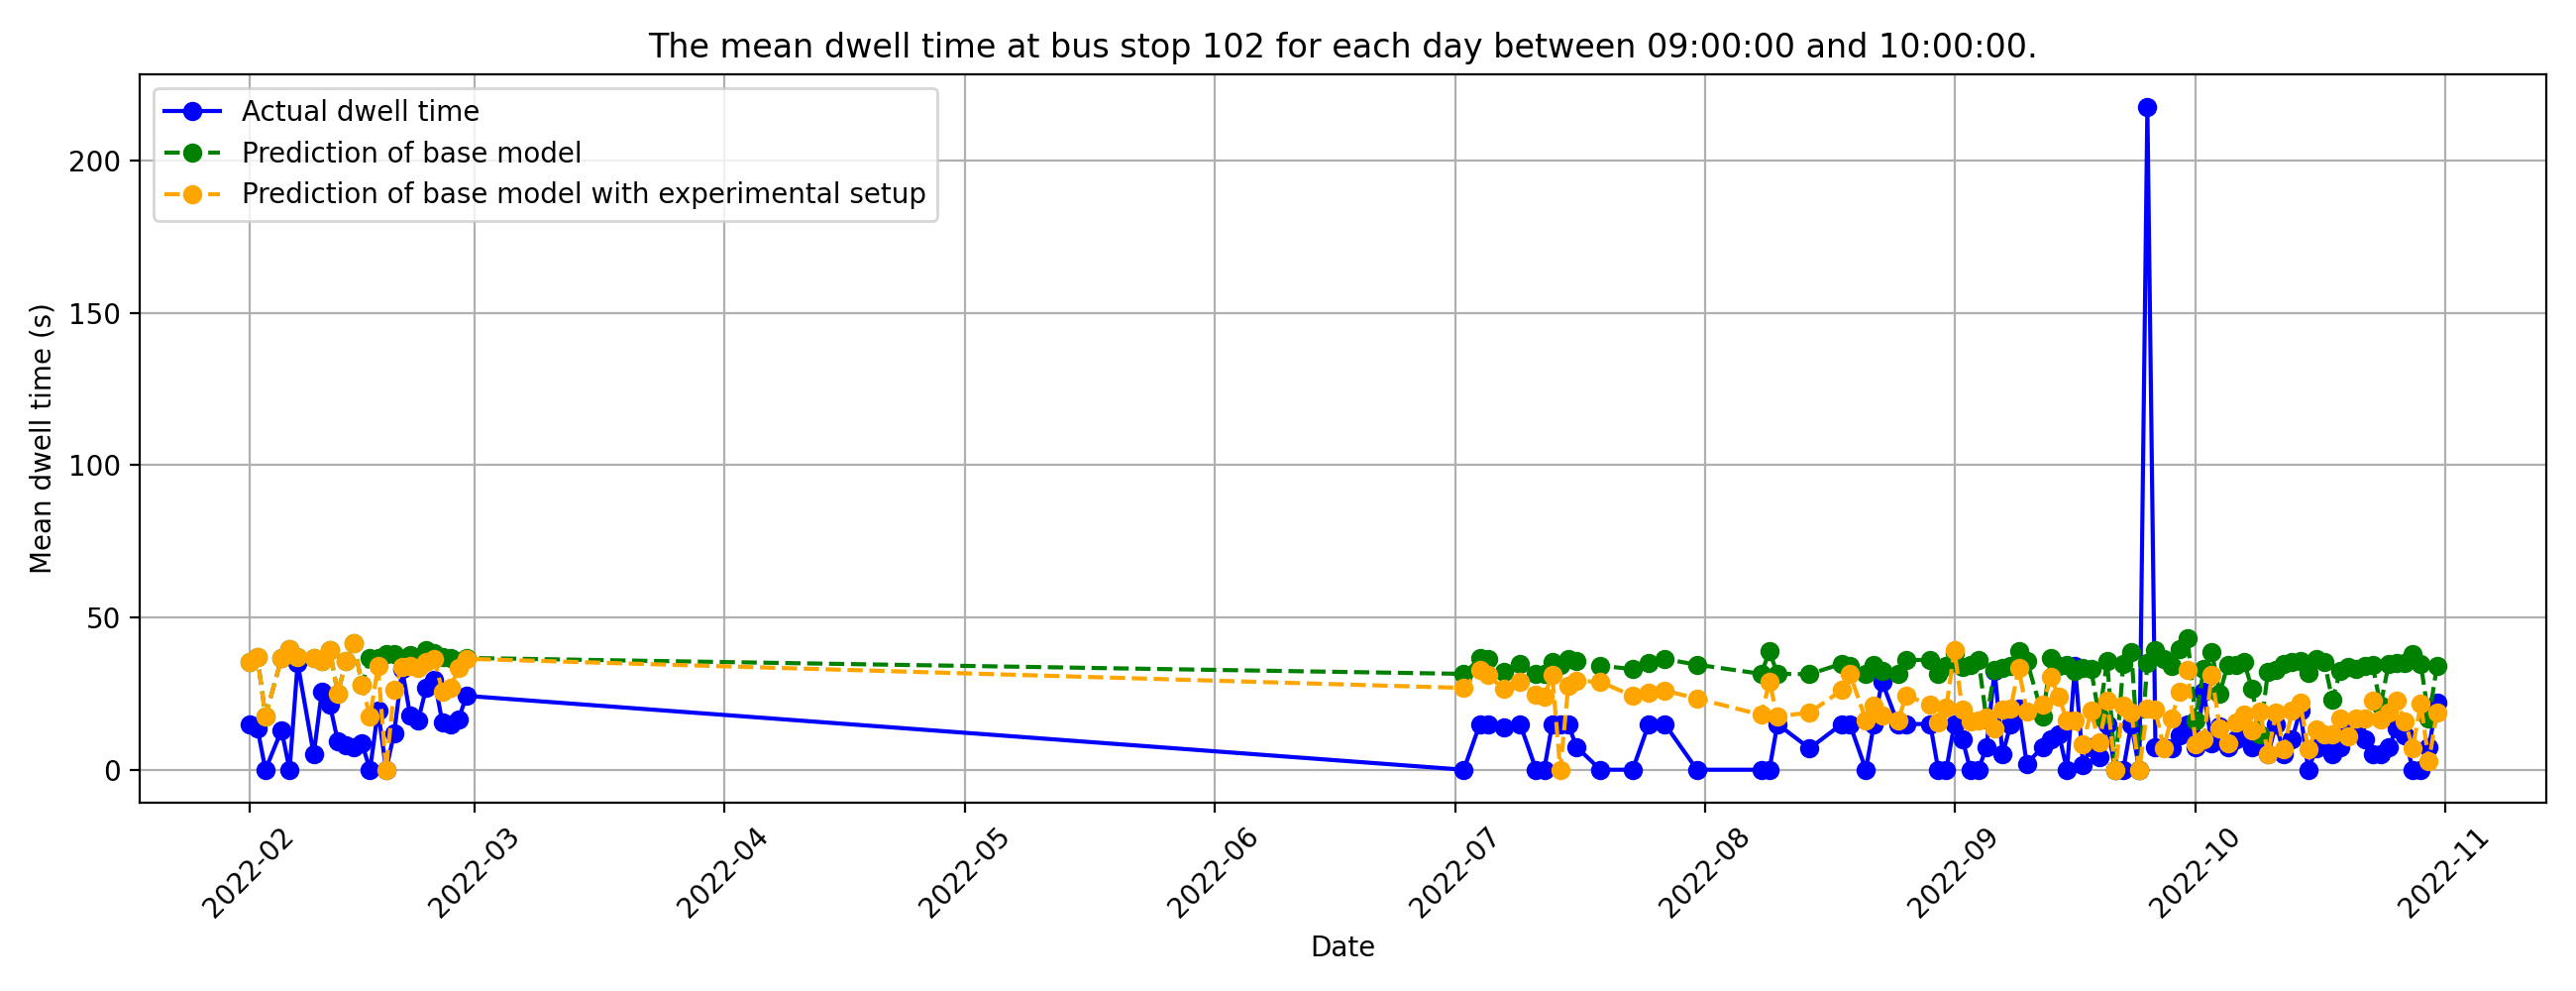 The mean dwell time at bus stop 102 for each day between 09:00:00 and 10:00:00.
Actual dwell time
Prediction of base model
Prediction of base model with experimental setup
Mean dwell time (s)
200
150
100
50
0
2022-02
2022-03
2022-04
2022-05
2022-06
2022-07
2022-08
2022-09
2022-10
2022-11
Date